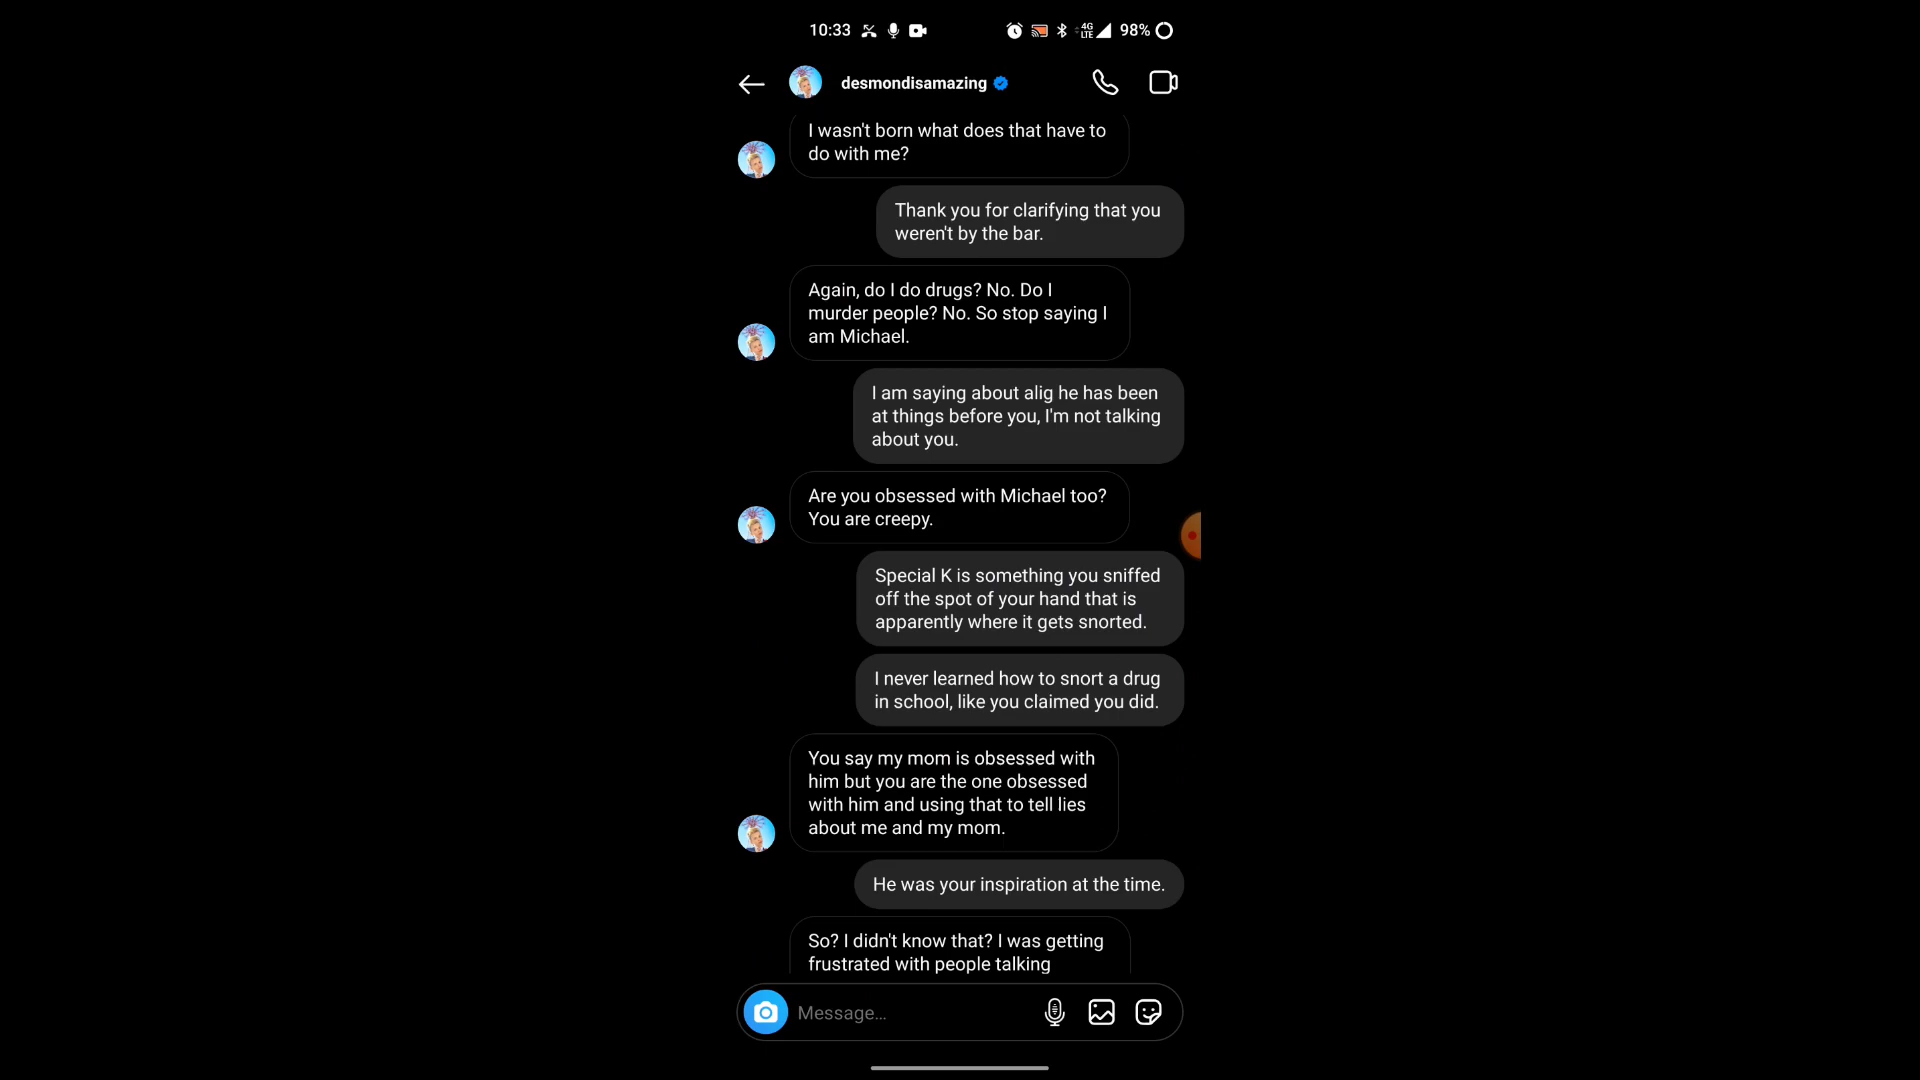 10:33
4G
LTE
98%
desmondisamazing
I wasn't born what does that have to
do with me?
Thank you for clarifying that you
weren't by the bar.
Again, do I do drugs? No. Do I
murder people? No. So stop saying I
am Michael.
I am saying about alig he has been
at things before you, I'm not talking
about you.
Are you obsessed with Michael too?
You are creepy.
Special K is something you sniffed
off the spot of your hand that is
apparently where it gets snorted.
I never learned how to snort a drug
in school, like you claimed you did.
You say my mom is obsessed with
him but you are the one obsessed
with him and using that to tell lies
about me and my mom.
He was your inspiration at the time.
So? I didn't know that? I was getting
frustrated with people talking
Message...